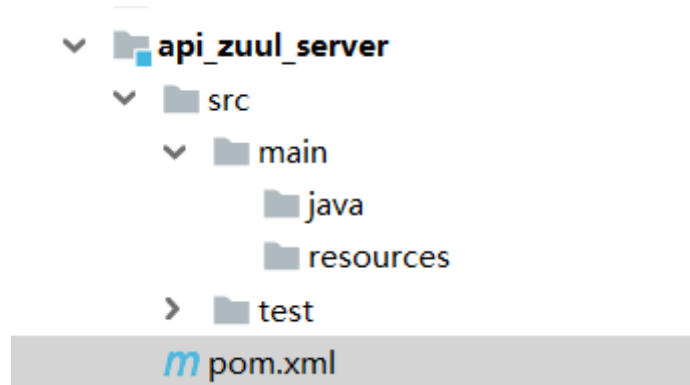 api_zuul_server
src
main
java
resources
test
m pom.xml